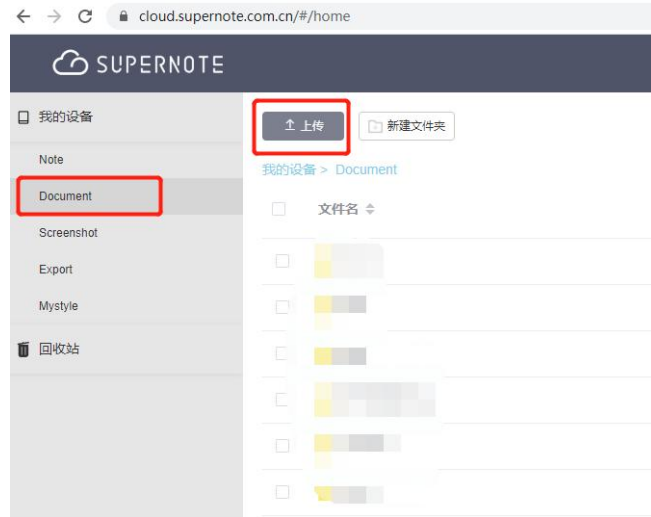 cloud.supernote.com.cn/#/home
SUPERNOTE
我的设备
Note
Document
Screenshot
Export
Mystyle
回收站
上传 新建文件夹
我的设备 > Document
文件名